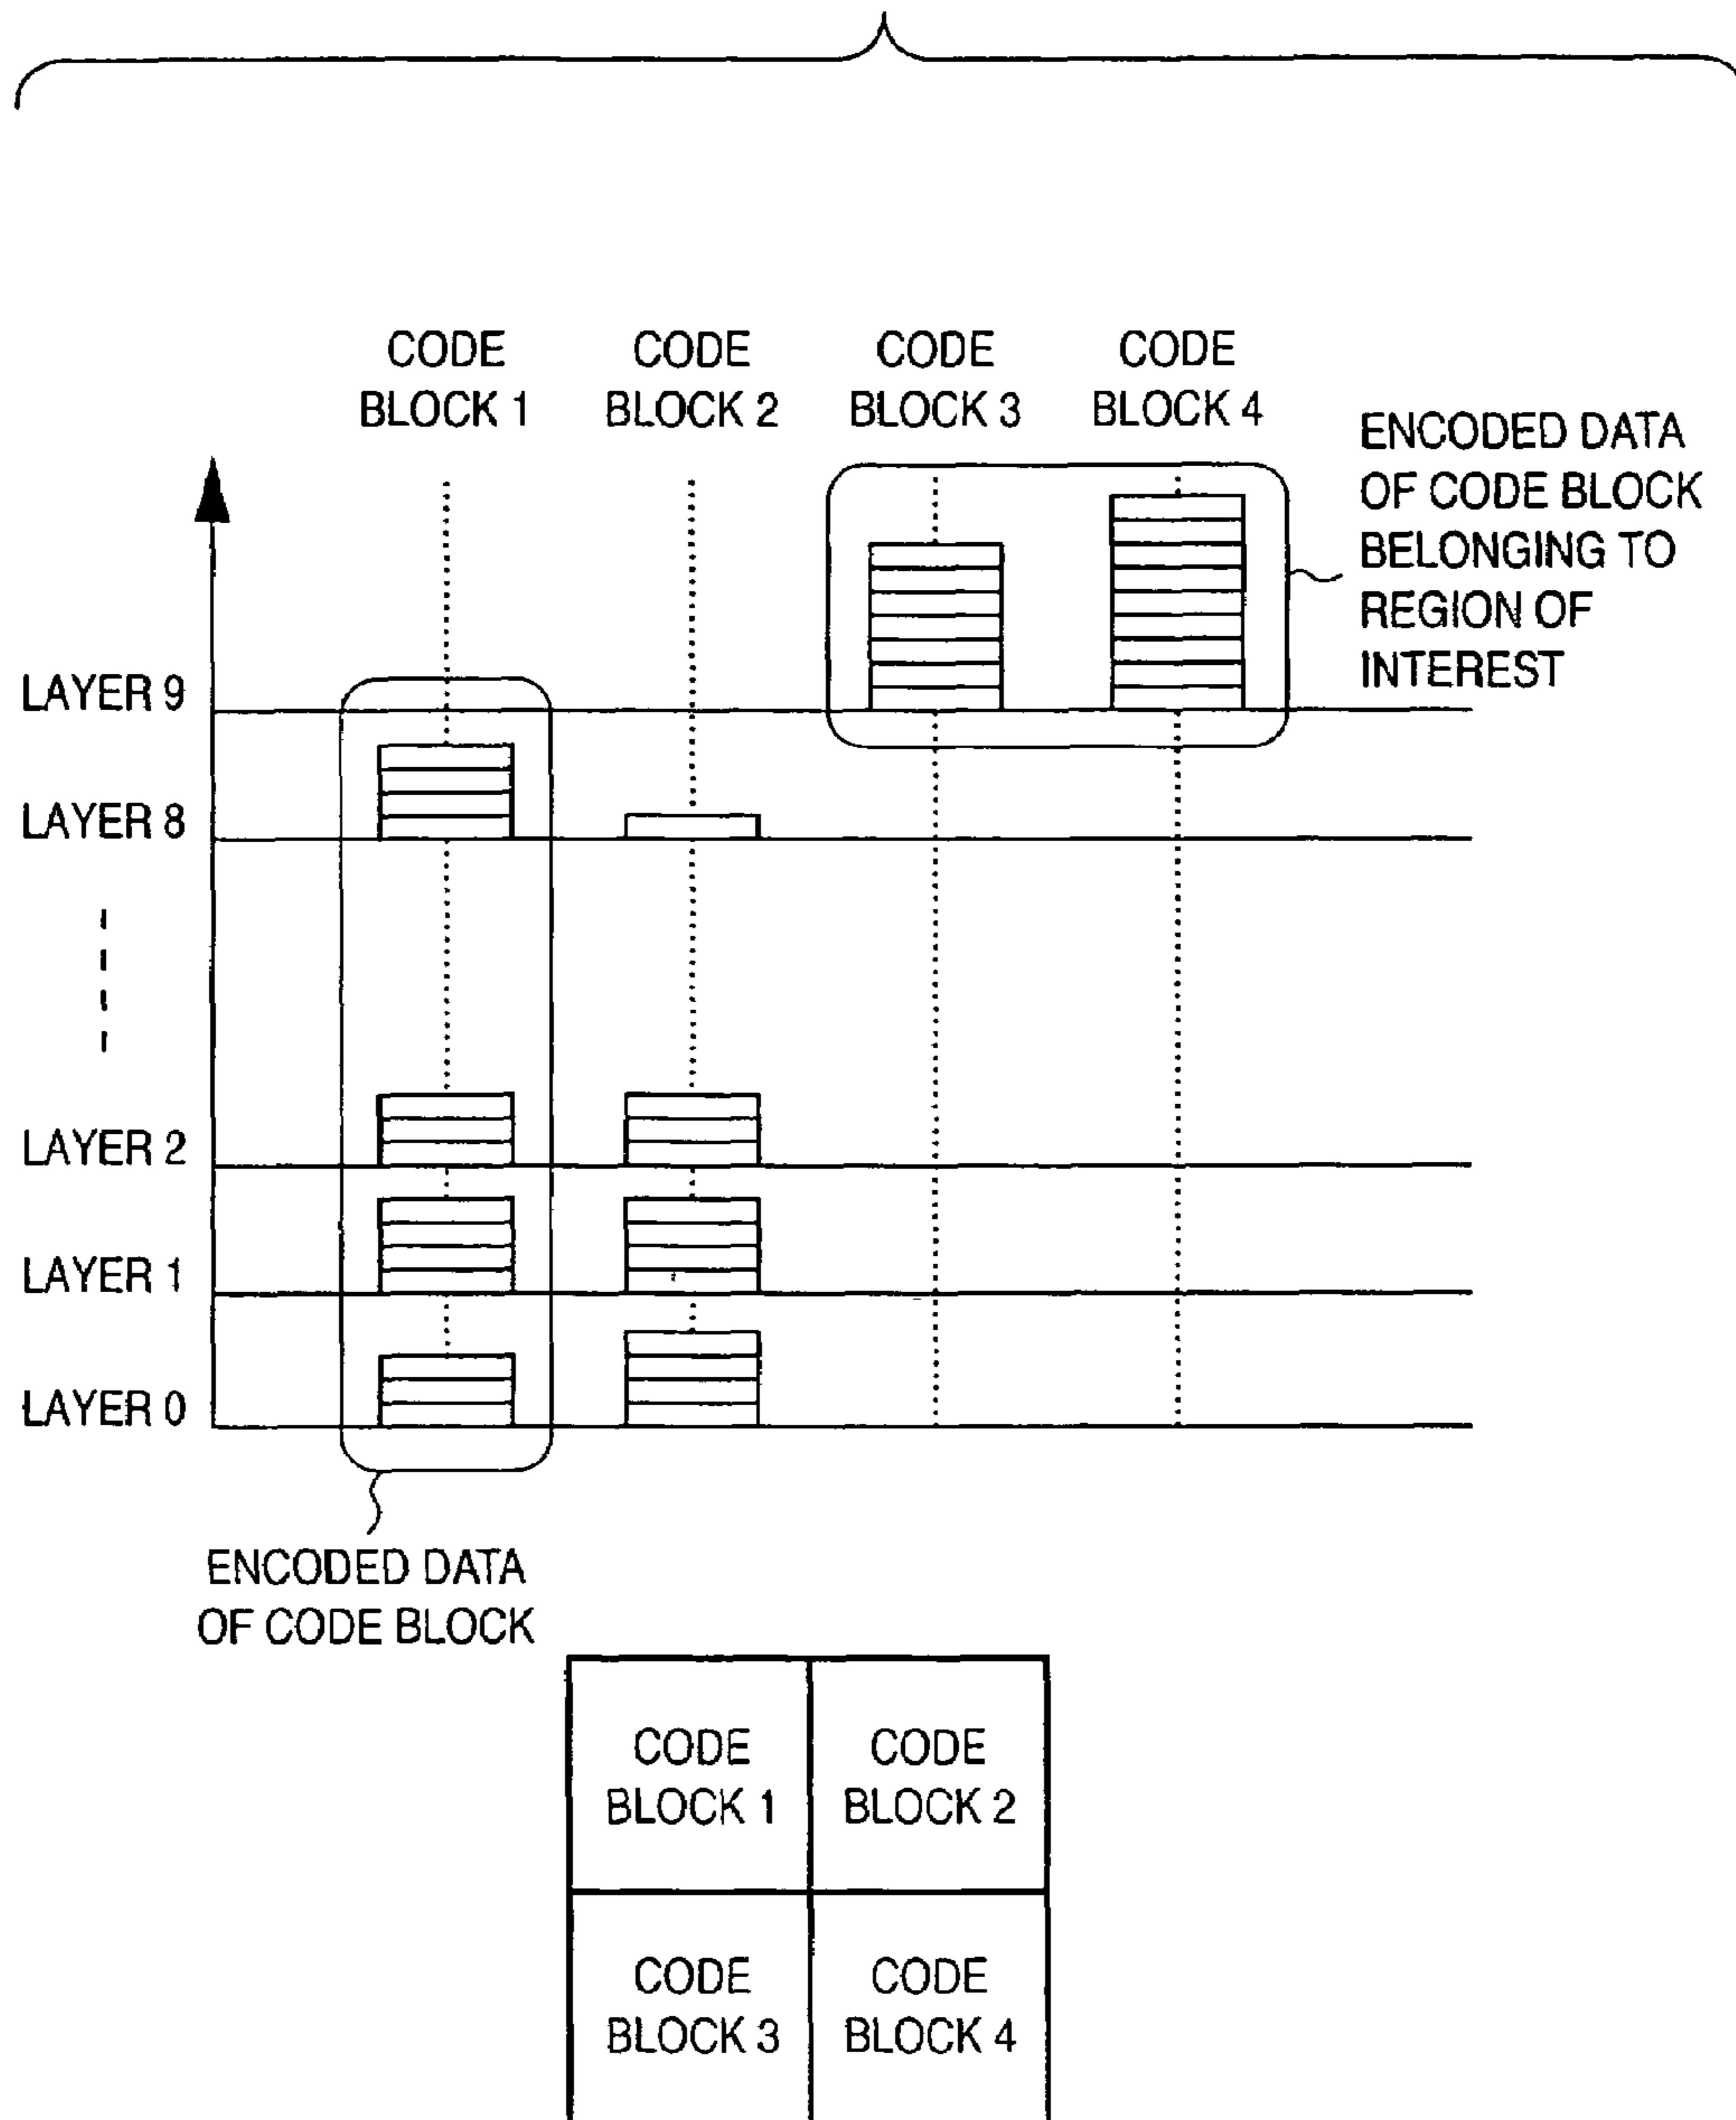 CODE
BLOCK 1
CODE
BLOCK 2
CODE
BLOCK 3
CODE
BLOCK 4
ENCODED DATA
OF CODE BLOCK
BELONGING TO
REGION OF
INTEREST
LAYER 9
LAYER 8
LAYER 2
LAYER 1
LAYER 0
ENCODED DATA
OF CODE BLOCK
CODE
BLOCK 1
CODE
BLOCK 2
CODE
BLOCK 3
CODE
BLOCK 4